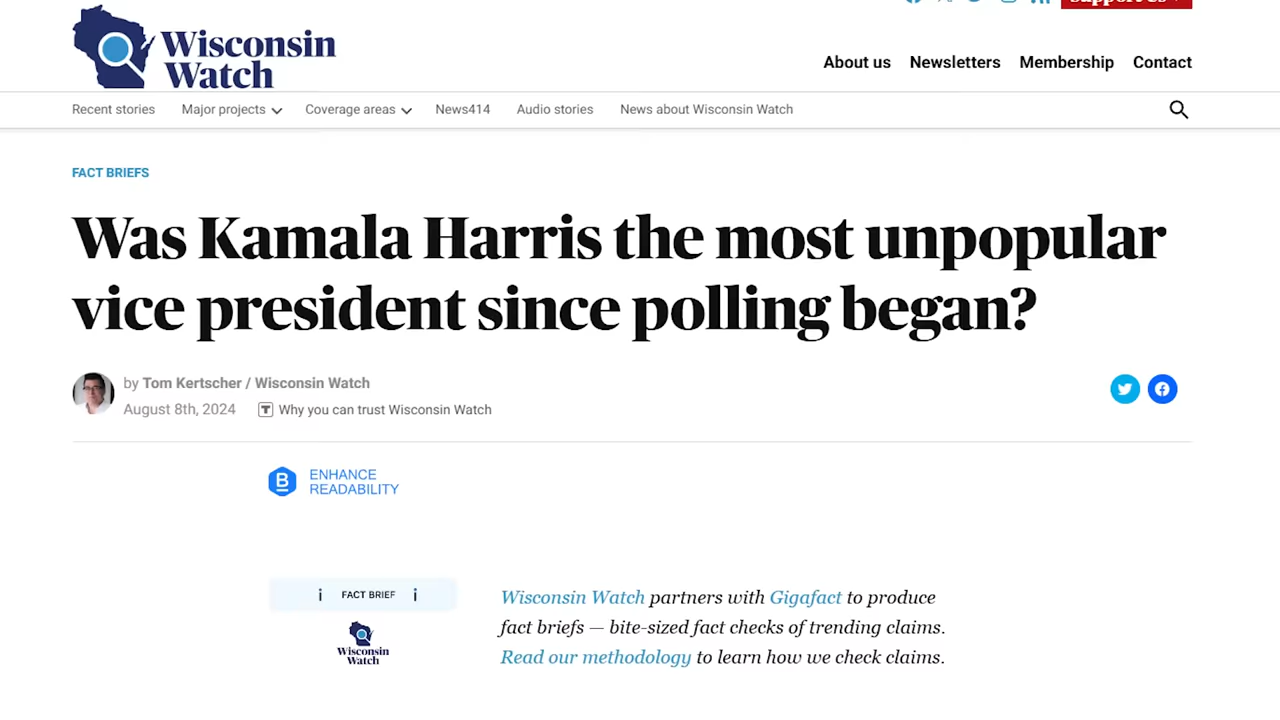 Support Us
Wisconsin
Watch
About us Newsletters Membership Contact
Recent stories Major projects Coverage areas News414 Audio stories News about Wisconsin Watch
FACT BRIEFS
Was Kamala Harris the most unpopular
vice president since polling began?
by Tom Kertscher / Wisconsin Watch
August 8th, 2024 T Why you can trust Wisconsin Watch
B ENHANCE
READABILITY
i FACT BRIEF i
Wisconsin
Watch
Wisconsin Watch partners with Gigafact to produce
fact briefs — bite-sized fact checks of trending claims.
Read our methodology to learn how we check claims.